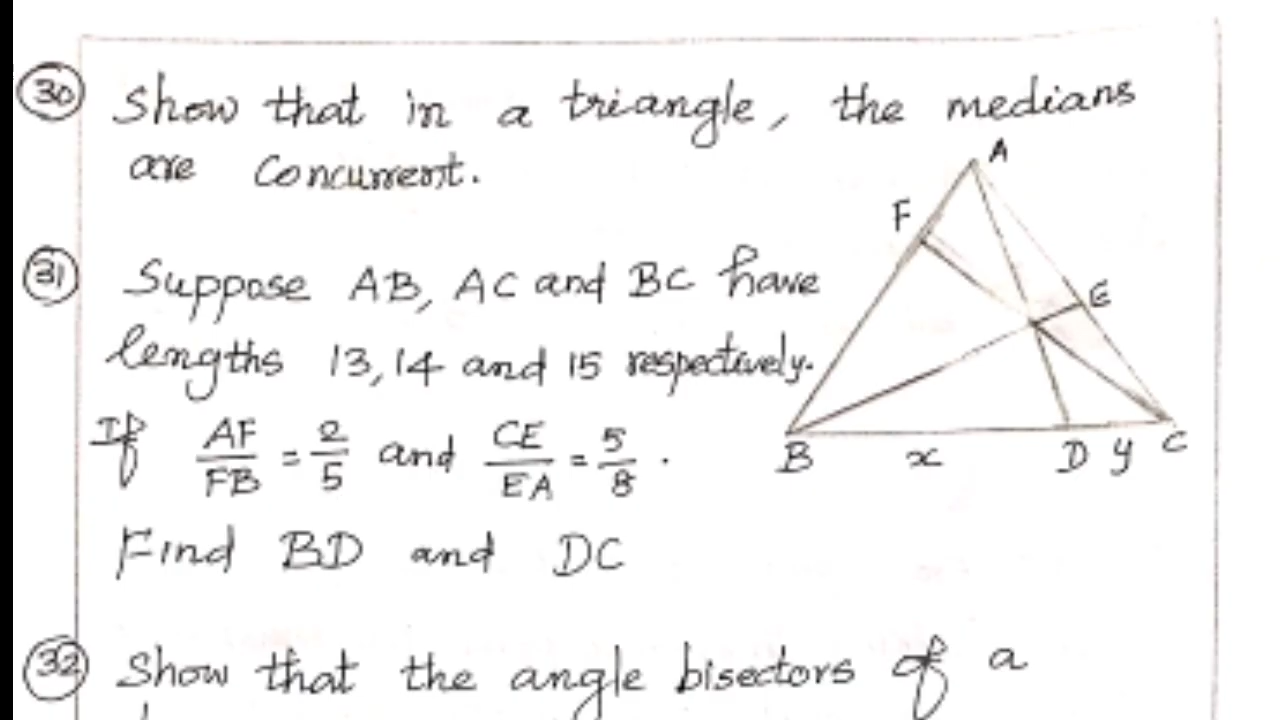 30 Show that in a triangle, the medians
are concurrent.
A
F
E
B x D y C
31 Suppose AB, AC and BC have
lengths 13, 14 and 15 respectively.
If AF/FB = 2/5 and CE/EA = 5/8.
Find BD and DC
32 Show that the angle bisectors of a